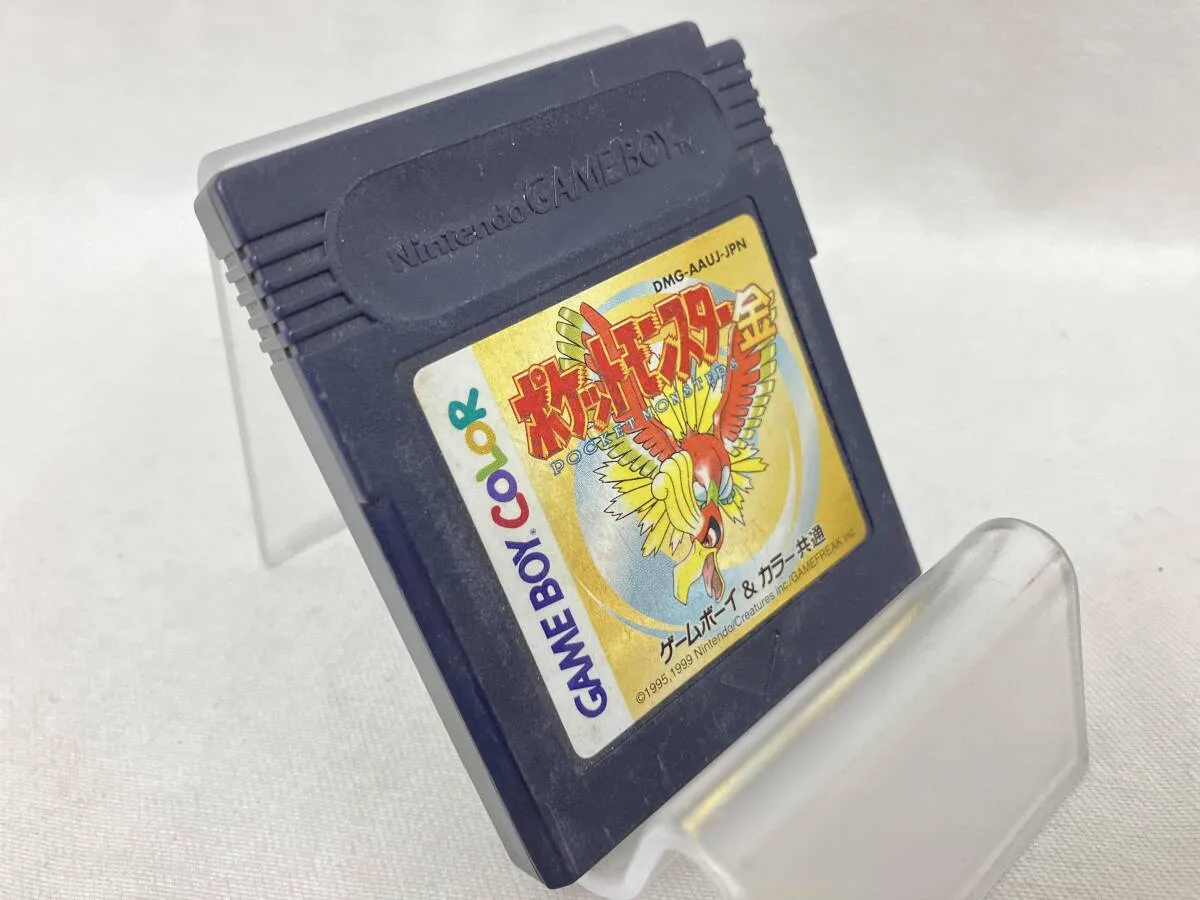 Nintendo GAME BOY TM
DMG-AAUJ-JPN
ポケットモンスター 金
POCKET MONSTERS
GAME BOY COLOR
ゲームボーイ & カラー共通
©1995,1999 Nintendo/Creatures inc./GAMEFREAK inc.